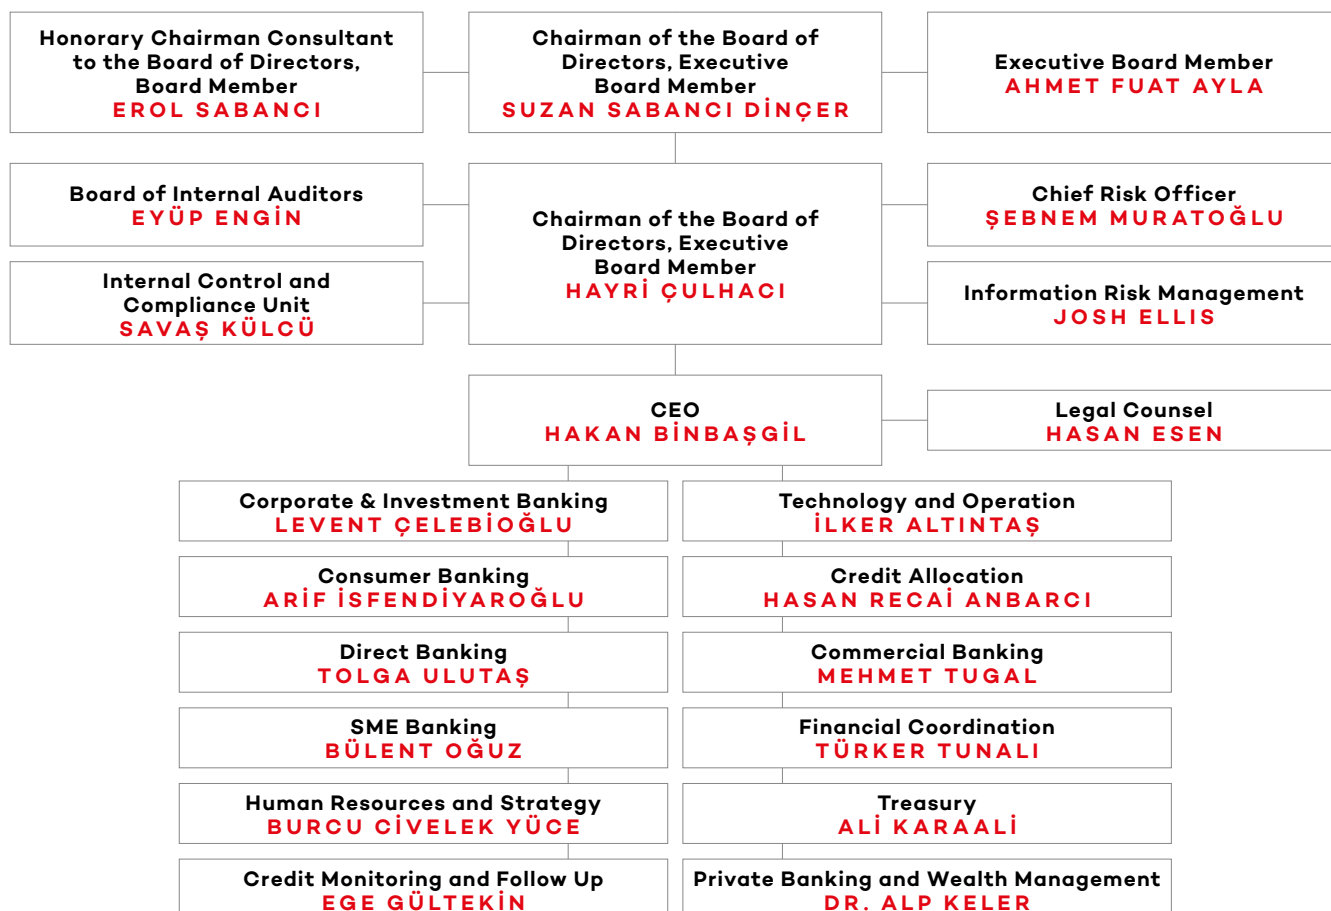 Honorary Chairman Consultant
to the Board of Directors,
Board Member
EROL SABANCI
Chairman of the Board of
Directors, Executive
Board Member
SUZAN SABANCI DİNÇER
Executive Board Member
AHMET FUAT AYLA
Board of Internal Auditors
EYÜP ENGİN
Internal Control and
Compliance Unit
SAVAŞ KÜLCÜ
Chairman of the Board of
Directors, Executive
Board Member
HAYRİ ÇULHACI
Chief Risk Officer
ŞEBNEM MURATOĞLU
Information Risk Management
JOSH ELLIS
CEO
HAKAN BİNBAŞGİL
Legal Counsel
HASAN ESEN
Corporate & Investment Banking
LEVENT ÇELEBİOĞLU
Technology and Operation
İLKER ALTINTAŞ
Consumer Banking
ARİF İSFENDİYAROĞLU
Credit Allocation
HASAN RECAİ ANBARCI
Direct Banking
TOLGA ULUTAŞ
Commercial Banking
MEHMET TUGAL
SME Banking
BÜLENT OĞUZ
Financial Coordination
TÜRKER TUNALI
Human Resources and Strategy
BURCU CİVELEK YÜCE
Treasury
ALİ KARAALİ
Credit Monitoring and Follow Up
EGE GÜLTEKİN
Private Banking and Wealth Management
DR. ALP KELER